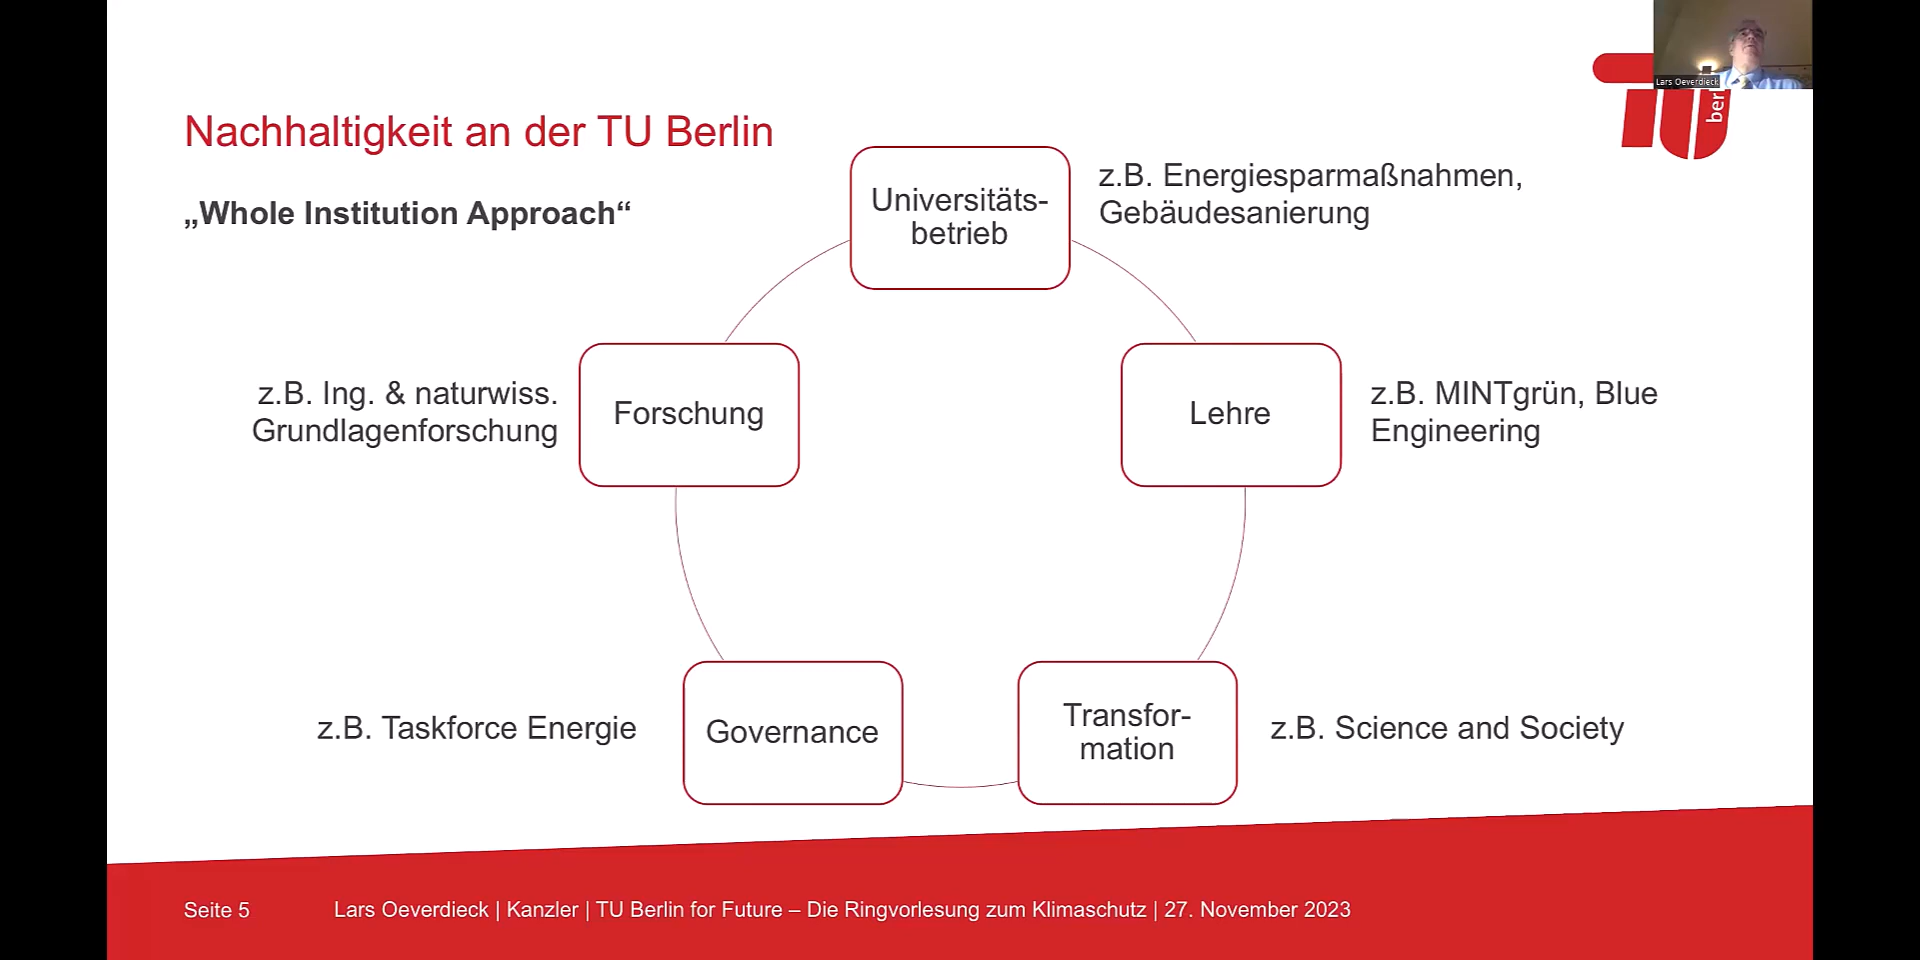 Lars Oeverdieck
ber
Nachhaltigkeit an der TU Berlin
„Whole Institution Approach“
Universitäts-
betrieb
z.B. Energiesparmaßnahmen,
Gebäudesanierung
z.B. Ing. & naturwiss.
Grundlagenforschung
Forschung
Lehre
z.B. MINTgrün, Blue
Engineering
z.B. Taskforce Energie
Governance
Transfor-
mation
z.B. Science and Society
Seite 5
Lars Oeverdieck | Kanzler | TU Berlin for Future – Die Ringvorlesung zum Klimaschutz | 27. November 2023